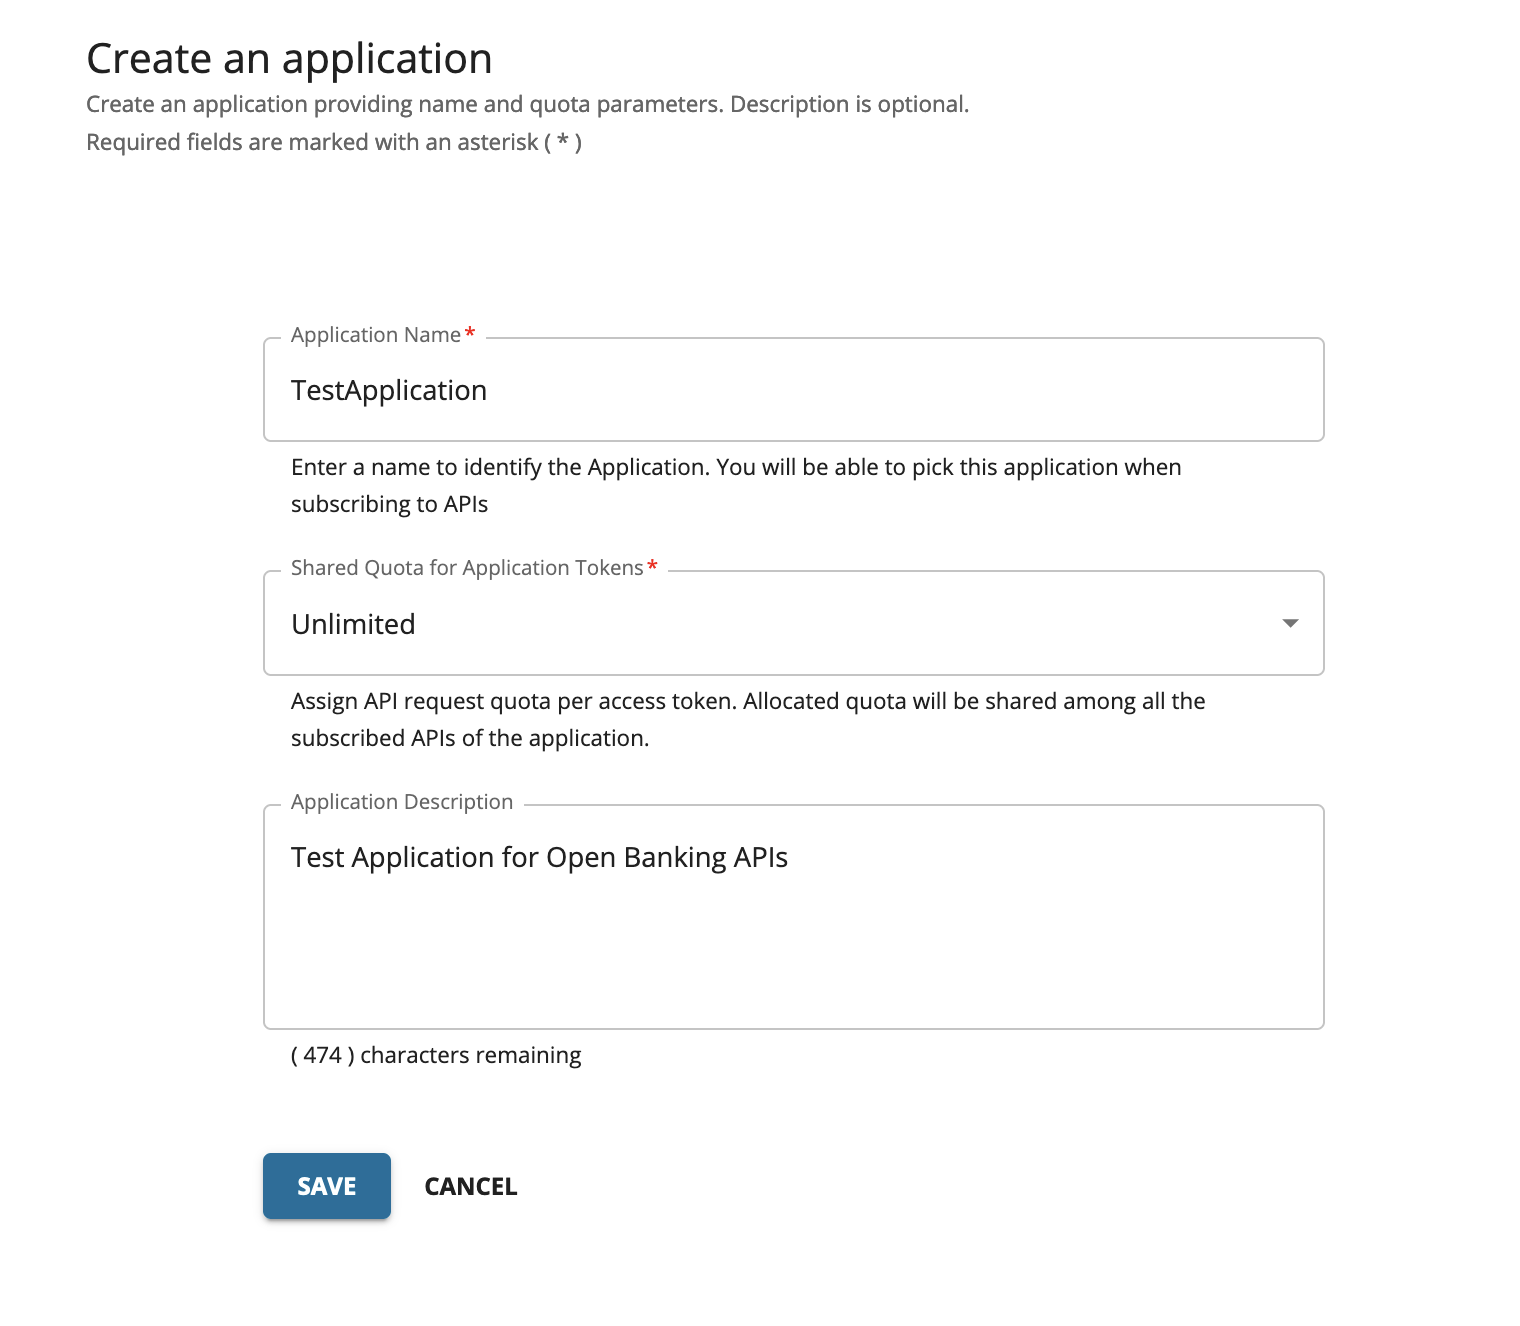 Create an application
Create an application providing name and quota parameters. Description is optional.
Required fields are marked with an asterisk ( * )
Application Name*
TestApplication
Enter a name to identify the Application. You will be able to pick this application when
subscribing to APIs
Shared Quota for Application Tokens*
Unlimited
Assign API request quota per access token. Allocated quota will be shared among all the
subscribed APIs of the application.
Application Description
Test Application for Open Banking APIs
( 474 ) characters remaining
SAVE CANCEL